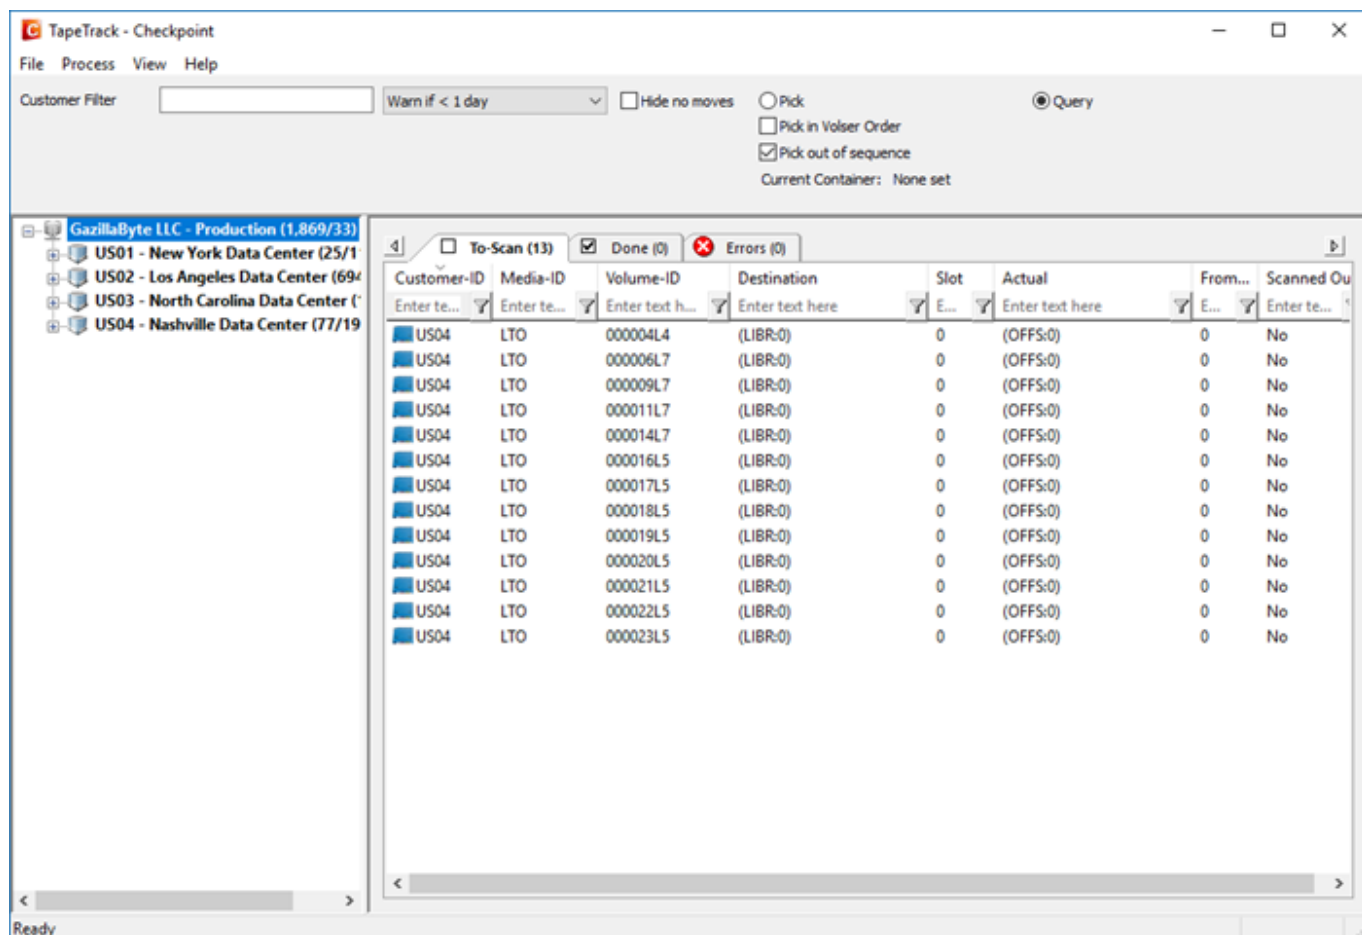 TapeTrack - Checkpoint
File Process View Help
Customer Filter Warn if < 1 day Hide no moves Pick Query
Pick in Volser Order
Pick out of sequence
Current Container: None set
GazillaByte LLC - Production (1,869/33)
US01 - New York Data Center (25/1
US02 - Los Angeles Data Center (694
US03 - North Carolina Data Center (
US04 - Nashville Data Center (77/19
To-Scan (13) Done (0) Errors (0)
Customer-ID Media-ID Volume-ID Destination Slot Actual From... Scanned Ou
Enter te... Enter te... Enter text h... Enter text here E... Enter text here E... Enter te...
US04 LTO 000004L4 (LIBR:0) 0 (OFFS:0) 0 No
US04 LTO 000006L7 (LIBR:0) 0 (OFFS:0) 0 No
US04 LTO 000009L7 (LIBR:0) 0 (OFFS:0) 0 No
US04 LTO 000011L7 (LIBR:0) 0 (OFFS:0) 0 No
US04 LTO 000014L7 (LIBR:0) 0 (OFFS:0) 0 No
US04 LTO 000016L5 (LIBR:0) 0 (OFFS:0) 0 No
US04 LTO 000017L5 (LIBR:0) 0 (OFFS:0) 0 No
US04 LTO 000018L5 (LIBR:0) 0 (OFFS:0) 0 No
US04 LTO 000019L5 (LIBR:0) 0 (OFFS:0) 0 No
US04 LTO 000020L5 (LIBR:0) 0 (OFFS:0) 0 No
US04 LTO 000021L5 (LIBR:0) 0 (OFFS:0) 0 No
US04 LTO 000022L5 (LIBR:0) 0 (OFFS:0) 0 No
US04 LTO 000023L5 (LIBR:0) 0 (OFFS:0) 0 No
Ready